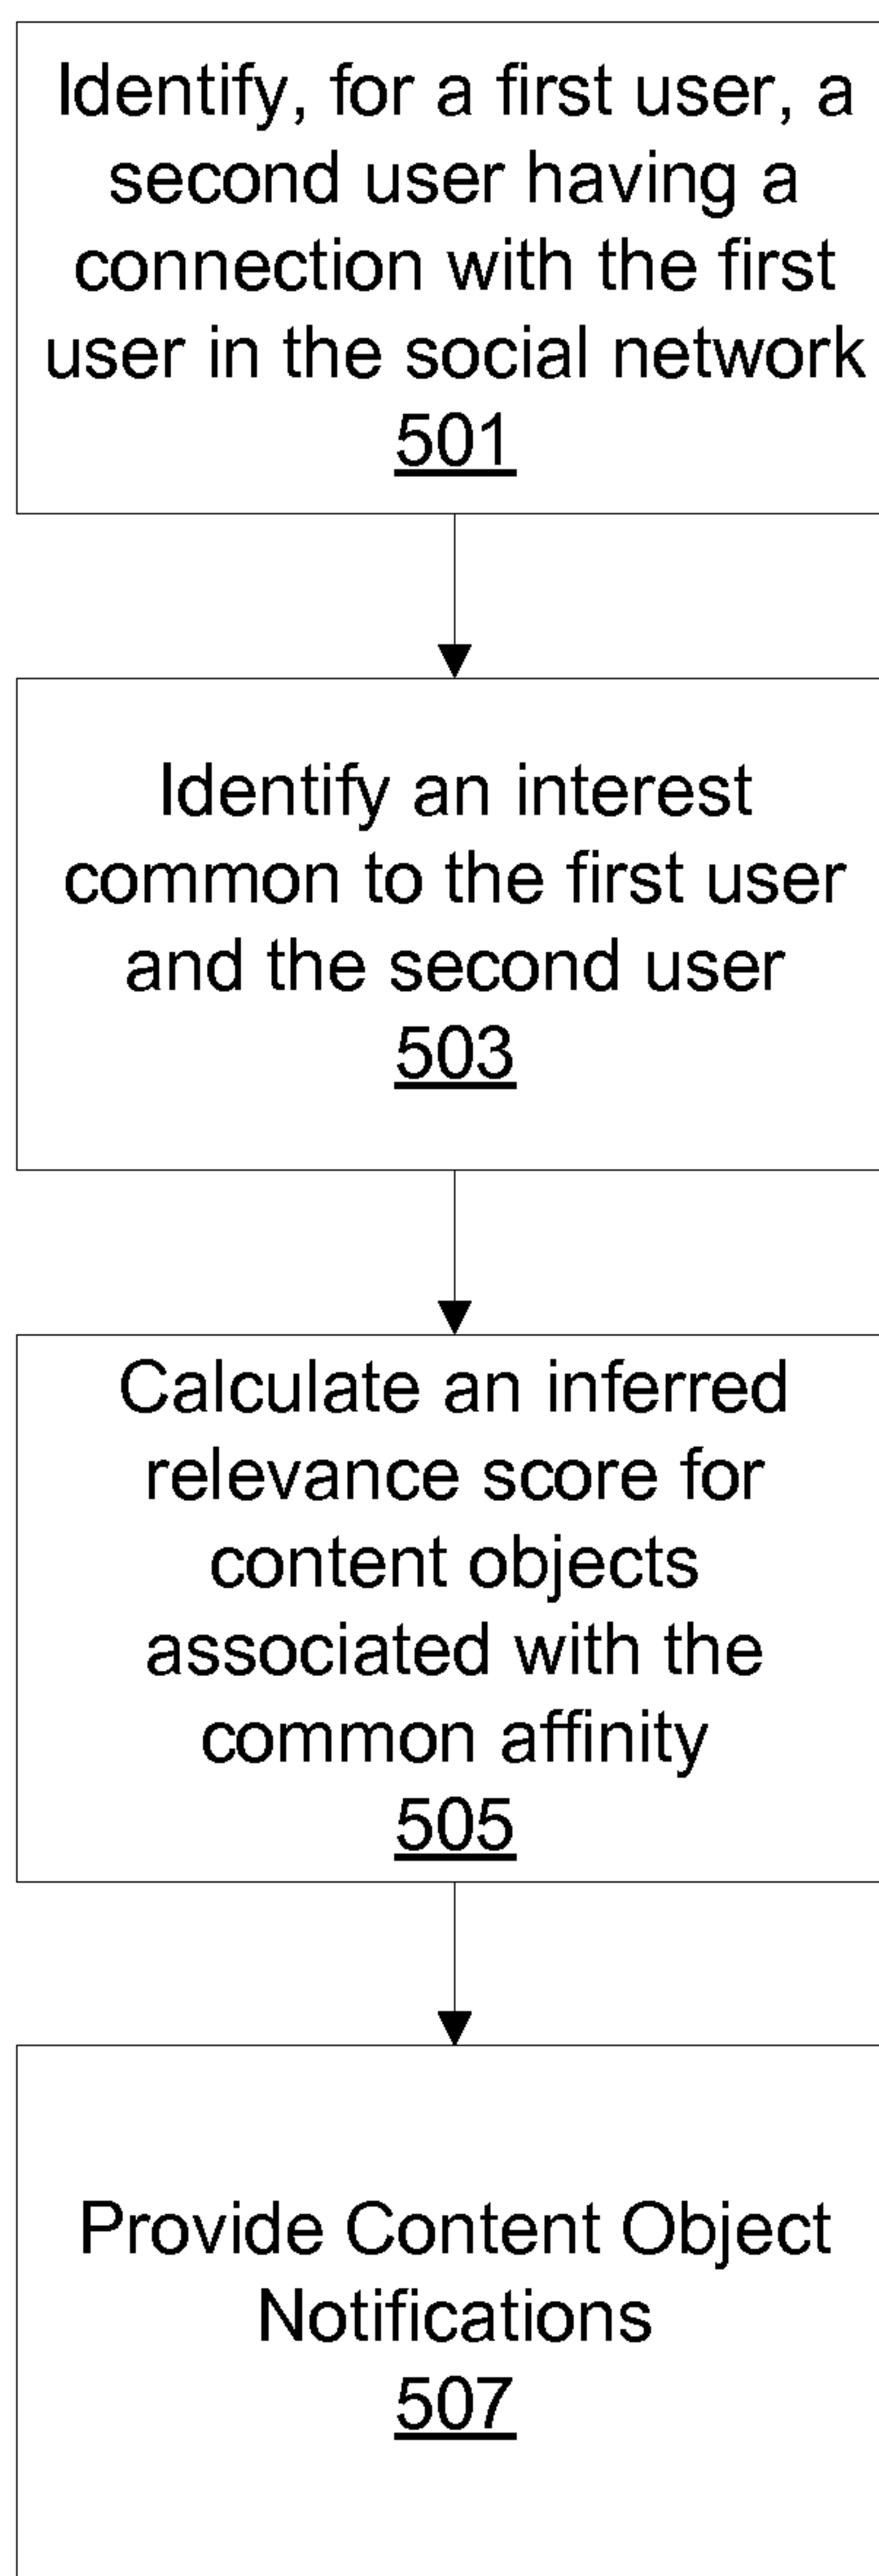 Identify, for a first user, a
second user having a
connection with the first
user in the social network
501
Identify an interest
common to the first user
and the second user
503
Calculate an inferred
relevance score for
content objects
associated with the
common affinity
505
Provide Content Object
Notifications
507